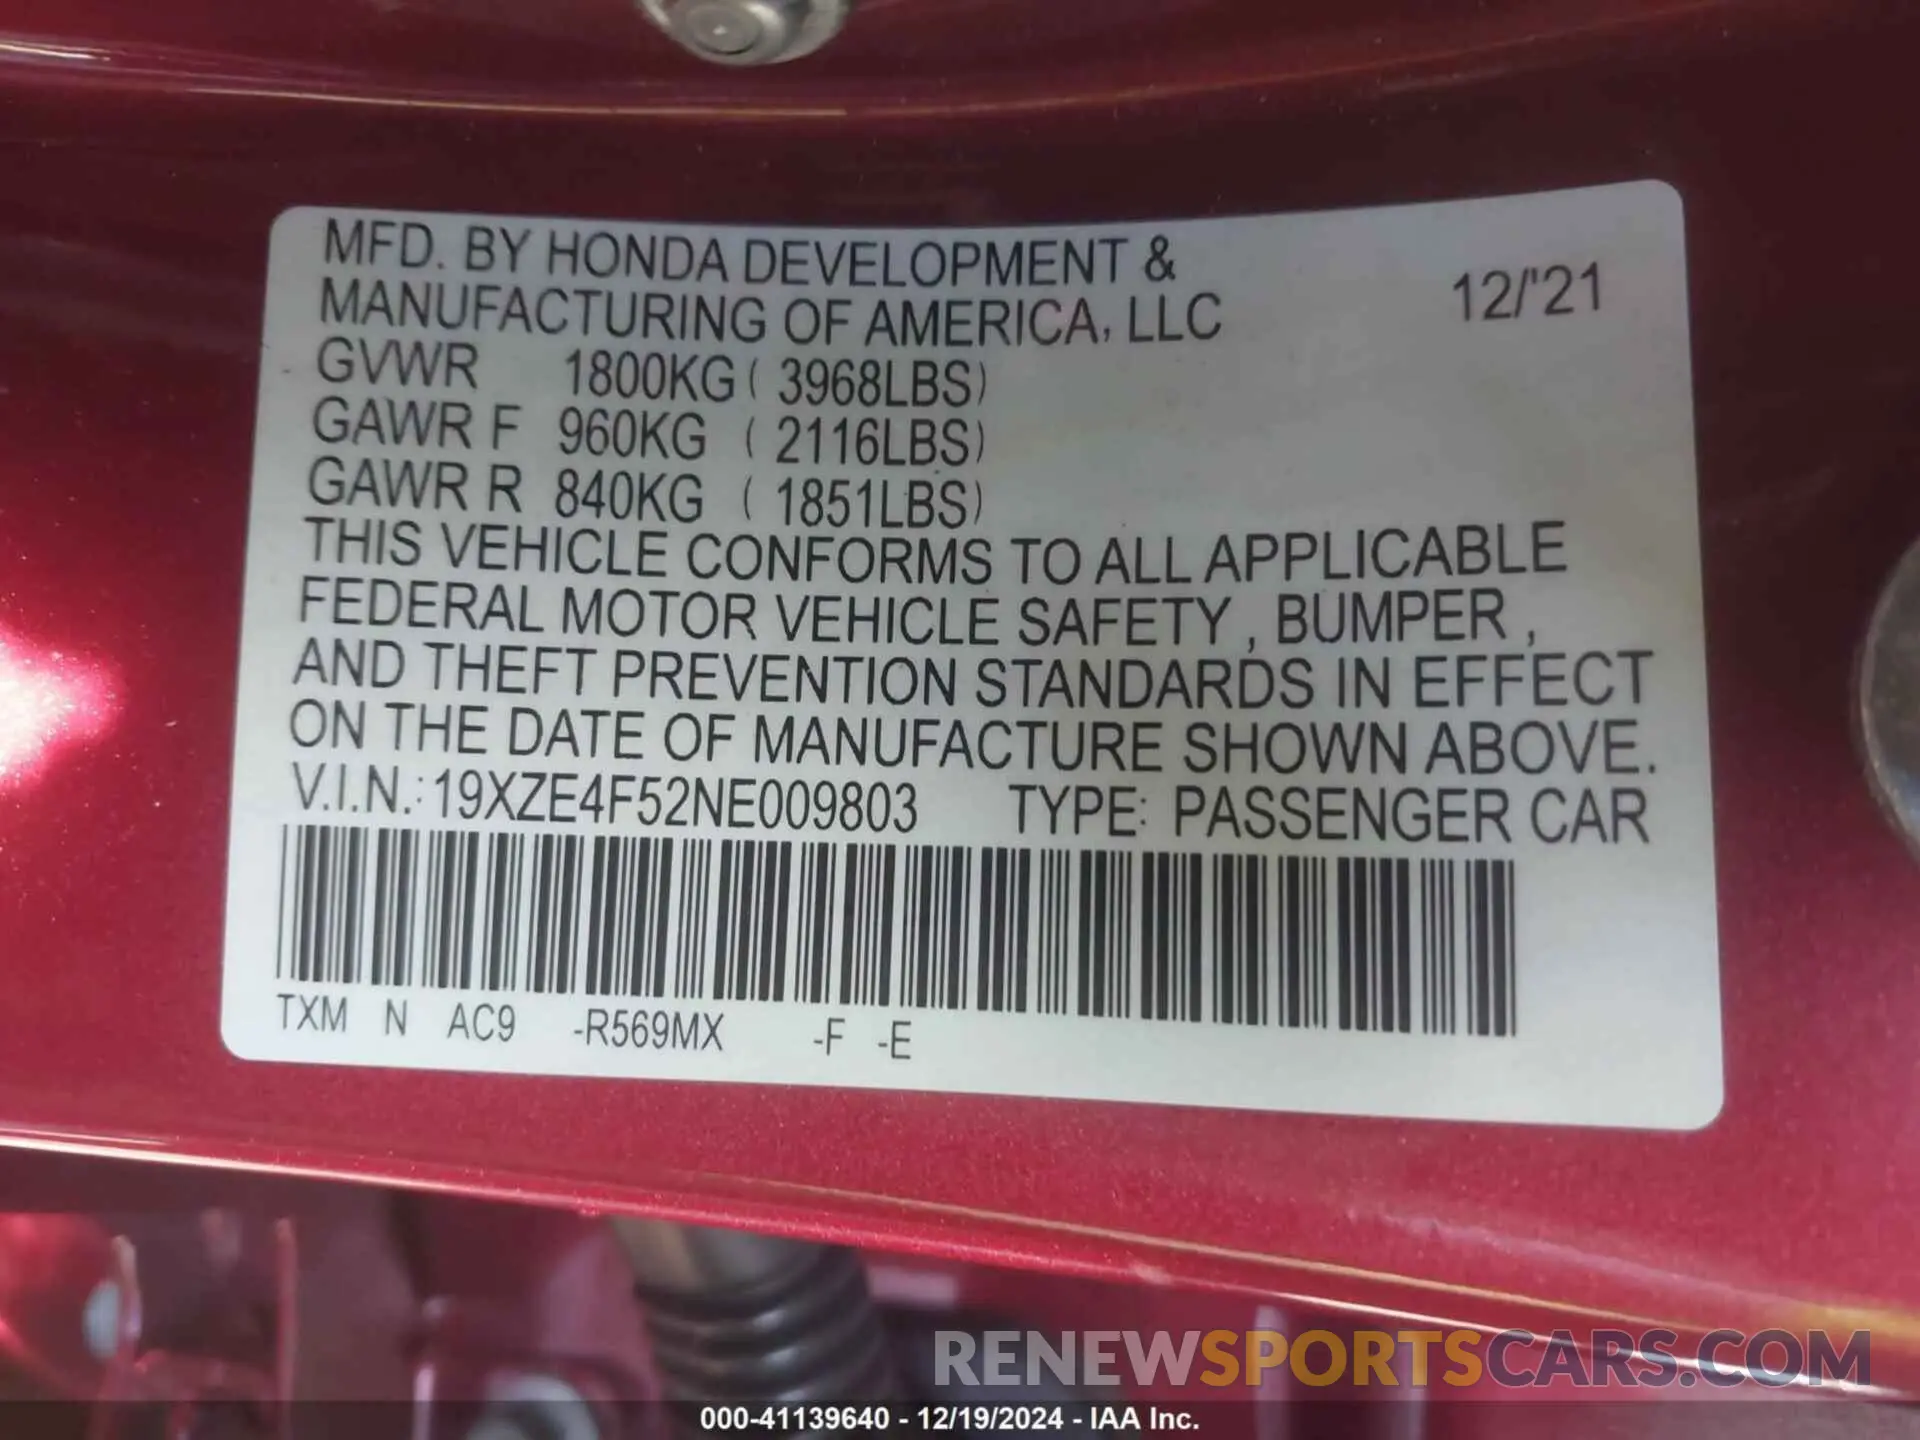 MFD. BY HONDA DEVELOPMENT &
MANUFACTURING OF AMERICA, LLC 12/'21
GVWR 1800KG ( 3968LBS)
GAWR F 960KG ( 2116LBS)
GAWR R 840KG ( 1851LBS)
THIS VEHICLE CONFORMS TO ALL APPLICABLE
FEDERAL MOTOR VEHICLE SAFETY , BUMPER ,
AND THEFT PREVENTION STANDARDS IN EFFECT
ON THE DATE OF MANUFACTURE SHOWN ABOVE.
V.I.N.: 19XZE4F52NE009803 TYPE: PASSENGER CAR
TXM N AC9 -R569MX -F -E
RENEWSPORTSCARS.COM
000-41139640 - 12/19/2024 - IAA Inc.